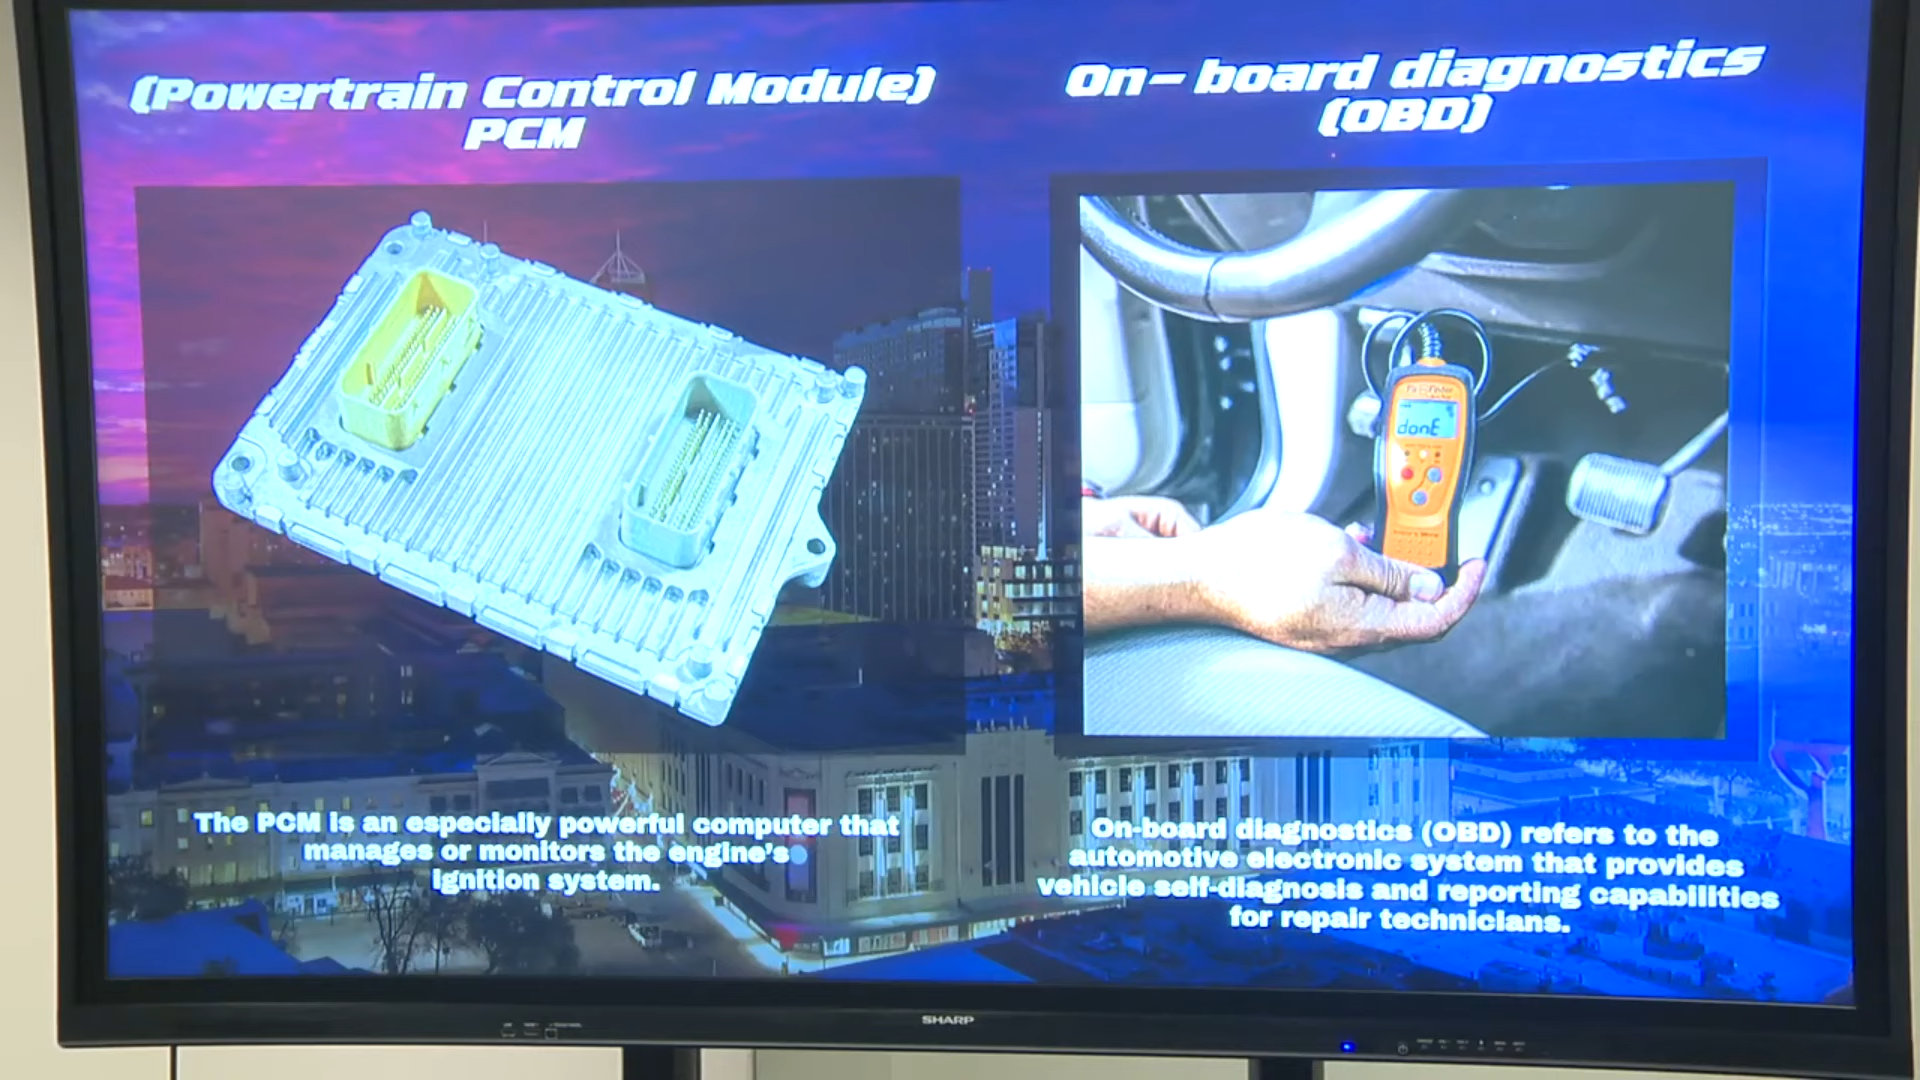 (Powertrain Control Module)
PCM
On-board diagnostics
(OBD)
donE
The PCM is an especially powerful computer that
manages or monitors the engine's
ignition system.
On-board diagnostics (OBD) refers to the
automotive electronic system that provides
vehicle self-diagnosis and reporting capabilities
for repair technicians.
SHARP